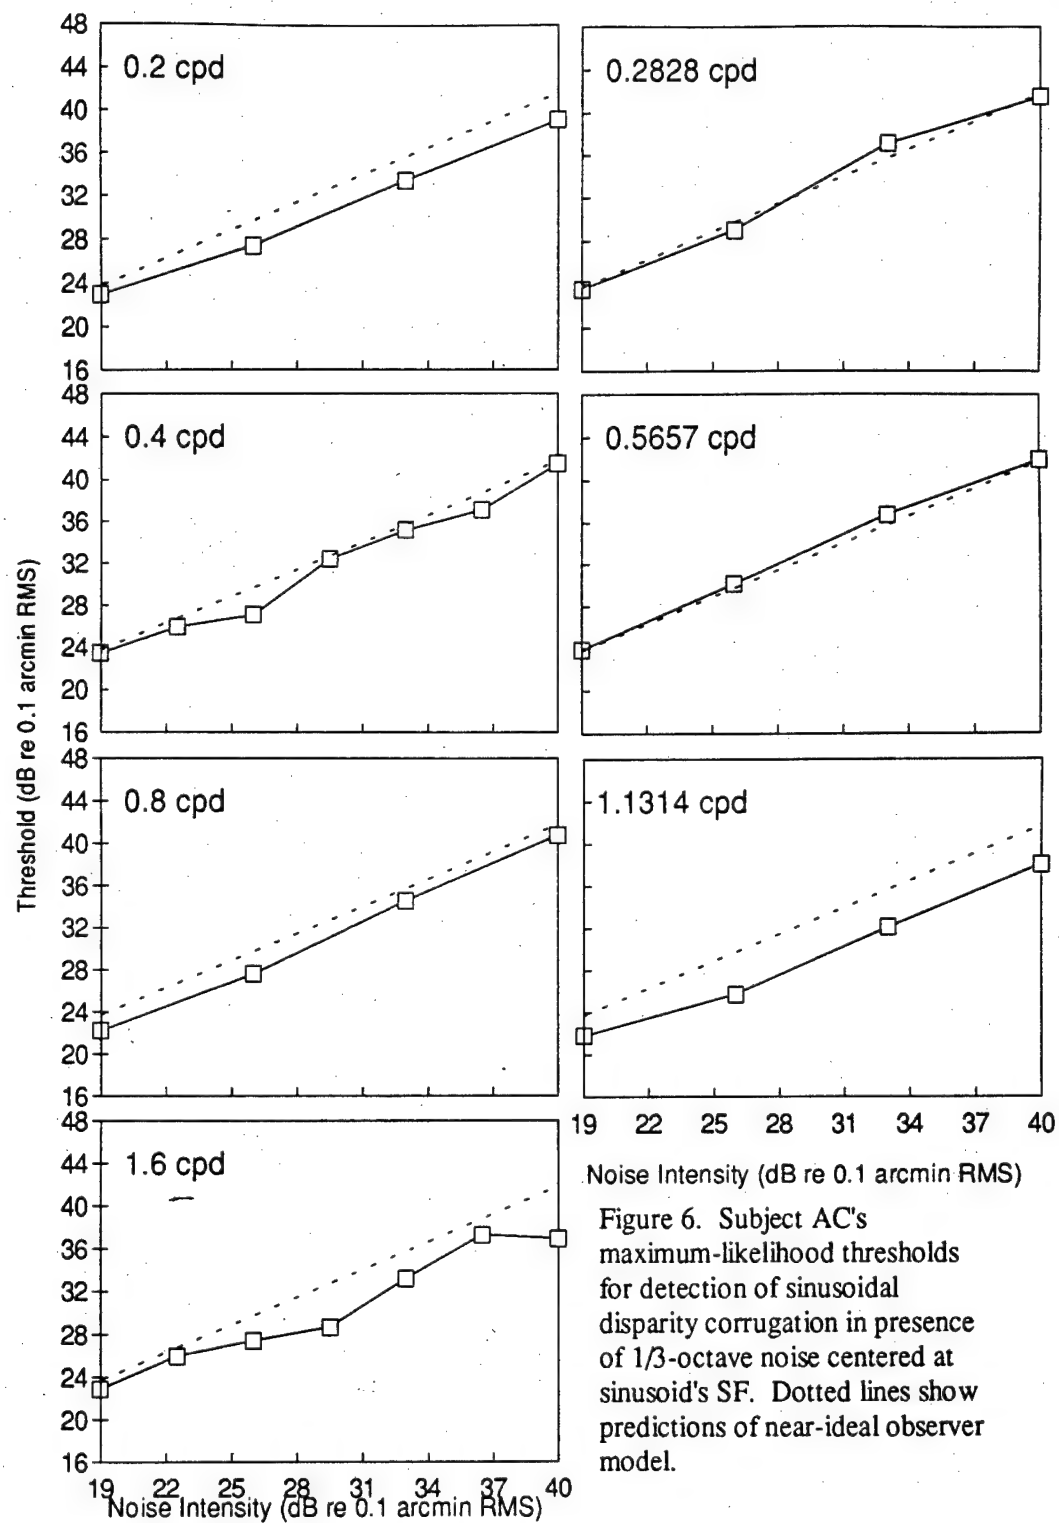 48
44
40
36
32
28
24
20
16
0.2 cpd
0.2828 cpd
48
44
40
36
32
28
24
20
16
0.4 cpd
0.5657 cpd
Threshold (dB re 0.1 arcmin RMS)
48
44
40
36
32
28
24
20
16
0.8 cpd
1.1314 cpd
19 22 25 28 31 34 37 40
Noise Intensity (dB re 0.1 arcmin RMS)
48
44
40
36
32
28
24
20
16
1.6 cpd
19 22 25 28 31 34 37 40
Noise Intensity (dB re 0.1 arcmin RMS)
Figure 6. Subject AC's
maximum-likelihood thresholds
for detection of sinusoidal
disparity corrugation in presence
of 1/3-octave noise centered at
sinusoid's SF. Dotted lines show
predictions of near-ideal observer
model.